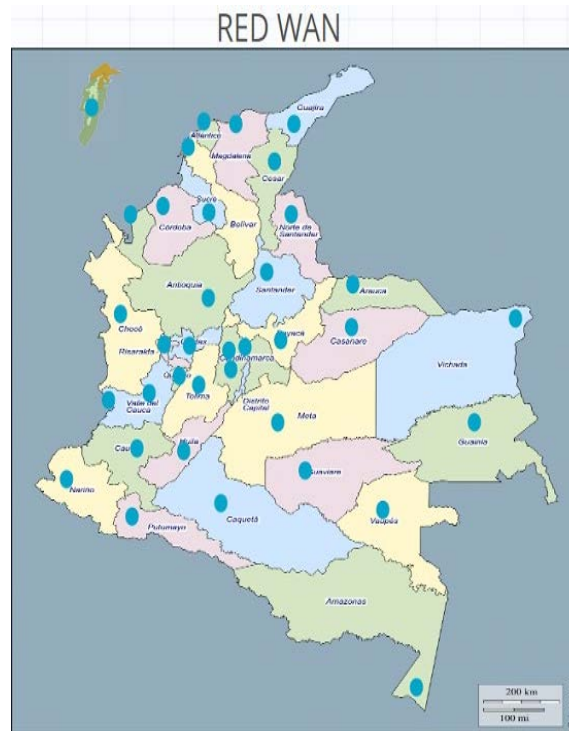 RED WAN
Guajira
Atlántico
Magdalena
Cesar
Sucre
Córdoba
Bolívar
Norte de
Santander
Antioquia
Santander
Arauca
Chocó
Casanare
Risaralda
Cundinamarca
Vichada
Valle del
Cauca
Tolima
Distrito
Capital
Meta
Guainía
Huila
Nariño
Guaviare
Caquetá
Vaupés
Putumayo
Amazonas
200 km
100 mi